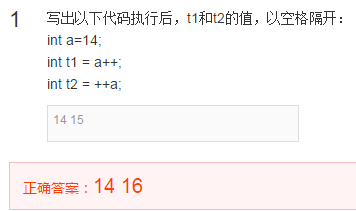 1 写出以下代码执行后，t1和t2的值，以空格隔开：
int a=14;
int t1 = a++;
int t2 = ++a;
14 15
正确答案：14 16